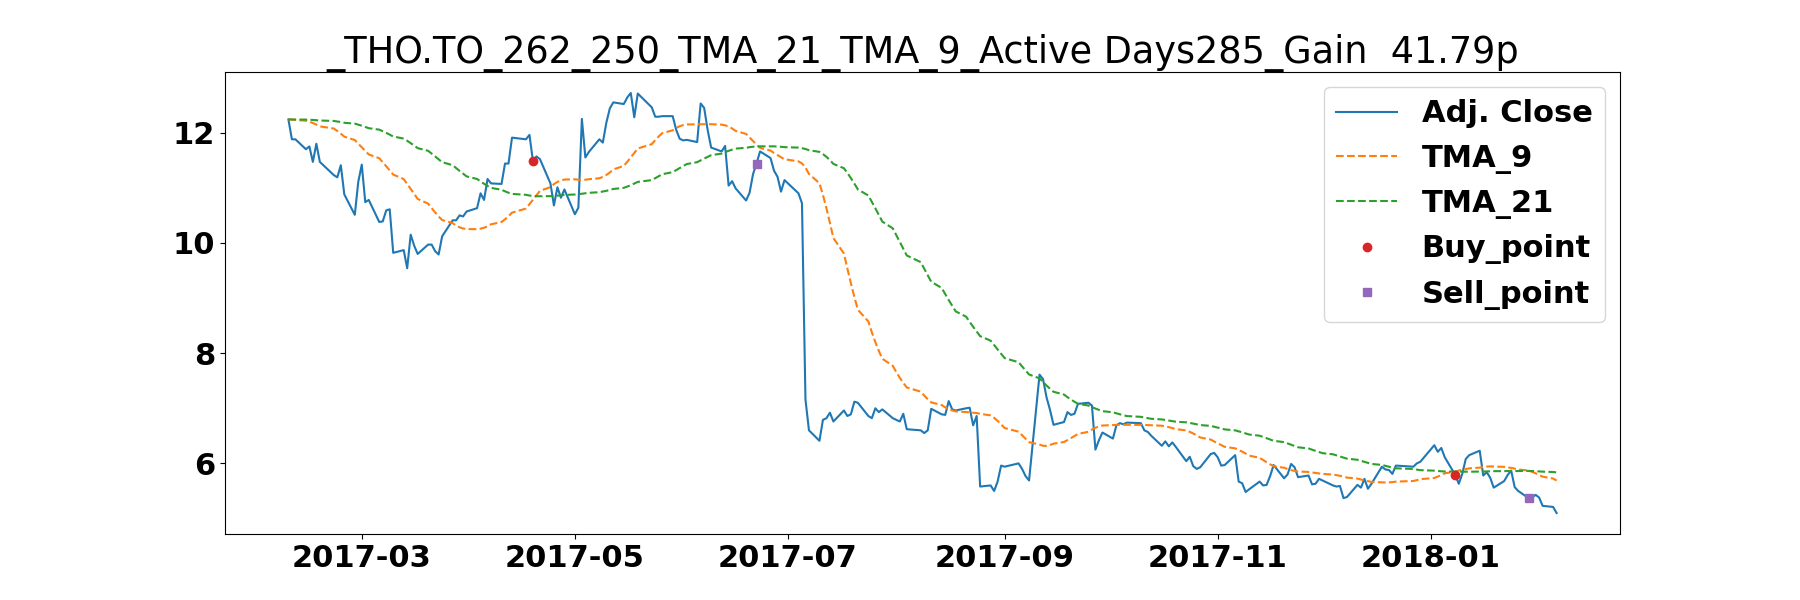 _THO.TO_262_250_TMA_21_TMA_9_Active Days285_Gain  41.79p
12
10
8
6
Adj. Close
TMA_9
TMA_21
Buy_point
Sell_point
2017-03 2017-05 2017-07 2017-09 2017-11 2018-01